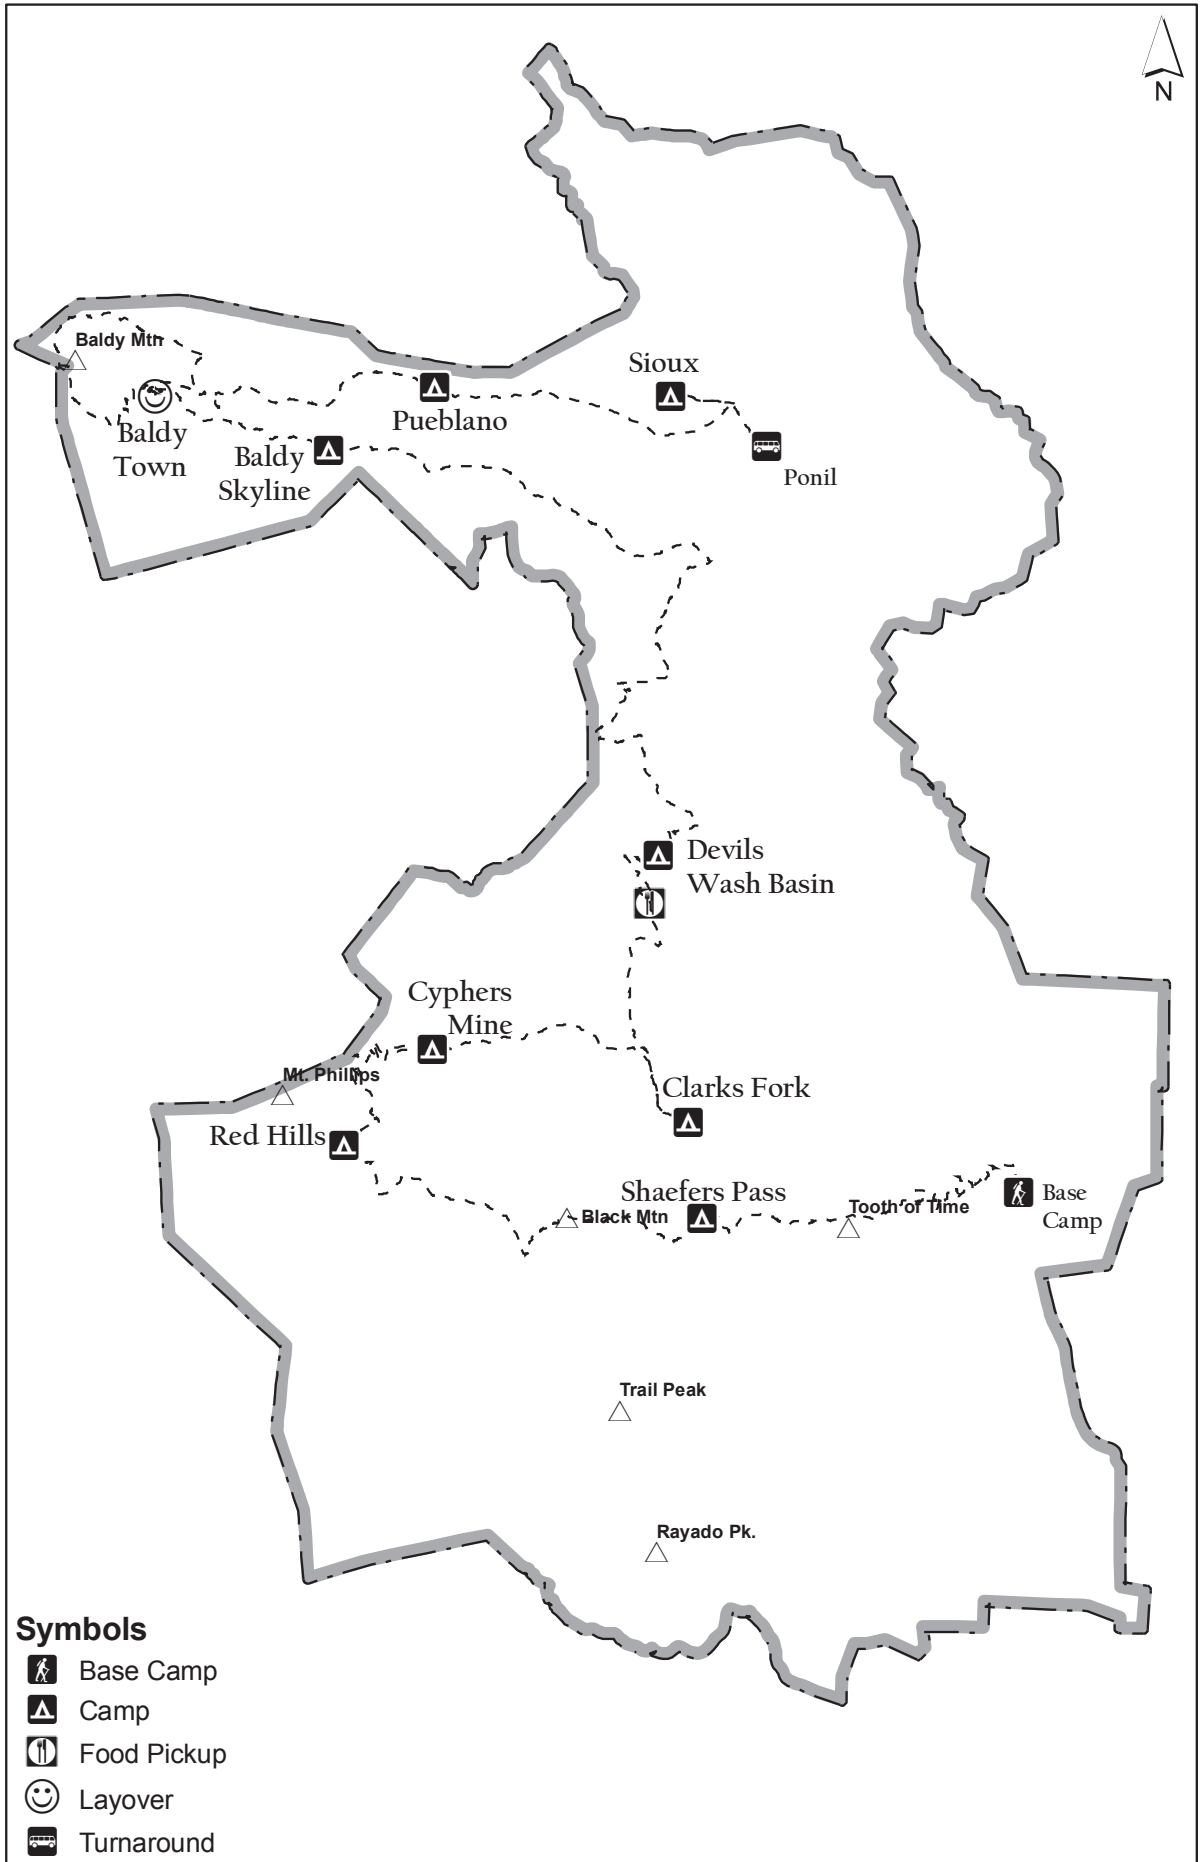 N
Baldy Mtn
Sioux
Pueblano
Baldy
Town
Baldy
Skyline
Ponil
Devils
Wash Basin
Cyphers
Mine
Mt. Phillips
Clarks Fork
Red Hills
Shaefers Pass
Black Mtn
Tooth of Time
Base
Camp
Trail Peak
Rayado Pk.
Symbols
Base Camp
Camp
Food Pickup
Layover
Turnaround